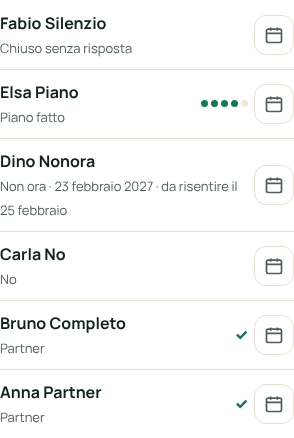 Fabio Silenzio
Chiuso senza risposta
Elsa Piano
Piano fatto
Dino Nonora
Non ora · 23 febbraio 2027 · da risentire il
25 febbraio
Carla No
No
Bruno Completo
Partner
Anna Partner
Partner